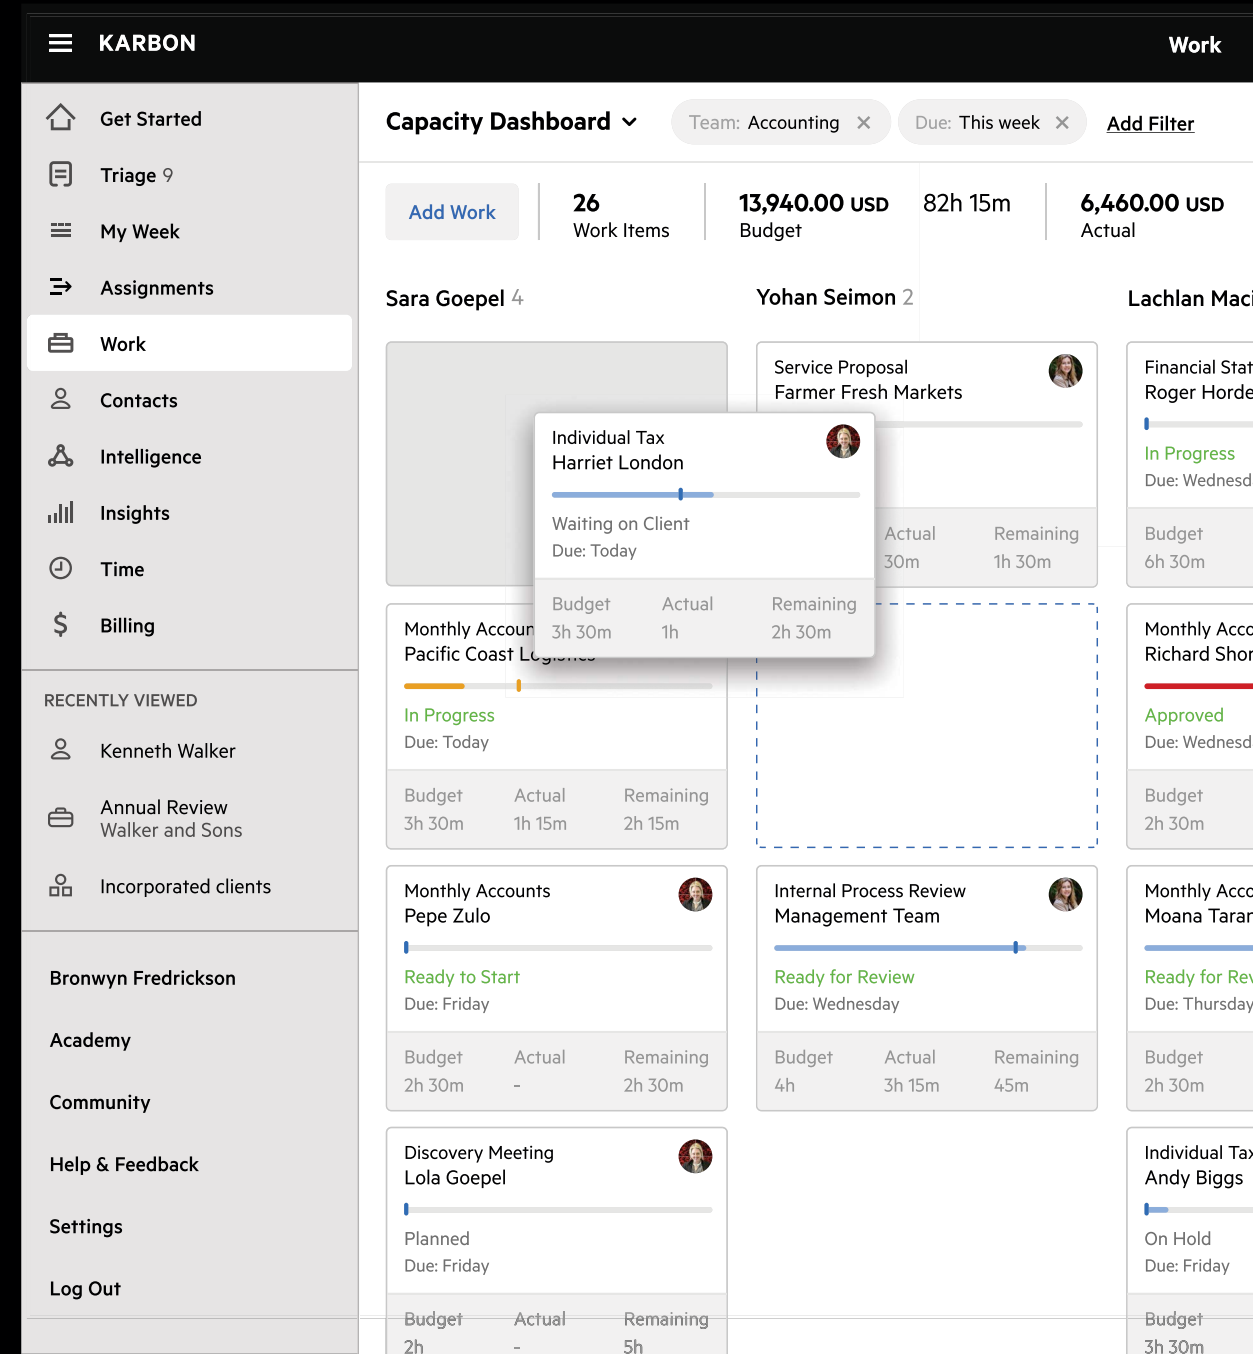 KARBON
Work
Get Started
Triage 9
My Week
Assignments
Work
Contacts
Intelligence
Insights
Time
$ Billing
RECENTLY VIEWED
Kenneth Walker
Annual Review
Walker and Sons
Incorporated clients
Bronwyn Fredrickson
Academy
Community
Help & Feedback
Settings
Log Out
Capacity Dashboard
Team: Accounting
Due: This week
Add Filter
Add Work
26
Work Items
13,940.00 USD
Budget
82h 15m
6,460.00 USD
Actual
Sara Goepel 4
Individual Tax
Harriet London
Waiting on Client
Due: Today
Budget Actual Remaining
3h 30m 1h 2h 30m
Monthly Accoun
Pacific Coast Logistics
In Progress
Due: Today
Budget Actual Remaining
3h 30m 1h 15m 2h 15m
Monthly Accounts
Pepe Zulo
Ready to Start
Due: Friday
Budget Actual Remaining
2h 30m - 2h 30m
Discovery Meeting
Lola Goepel
Planned
Due: Friday
Budget Actual Remaining
2h - 5h
Yohan Seimon 2
Service Proposal
Farmer Fresh Markets
Actual Remaining
30m 1h 30m
Internal Process Review
Management Team
Ready for Review
Due: Wednesday
Budget Actual Remaining
4h 3h 15m 45m
Lachlan Maci
Financial Stat
Roger Horde
In Progress
Due: Wednesd
Budget
6h 30m
Monthly Acco
Richard Shor
Approved
Due: Wednesd
Budget
2h 30m
Monthly Acco
Moana Tarar
Ready for Rev
Due: Thursday
Budget
2h 30m
Individual Tax
Andy Biggs
On Hold
Due: Friday
Budget
3h 30m